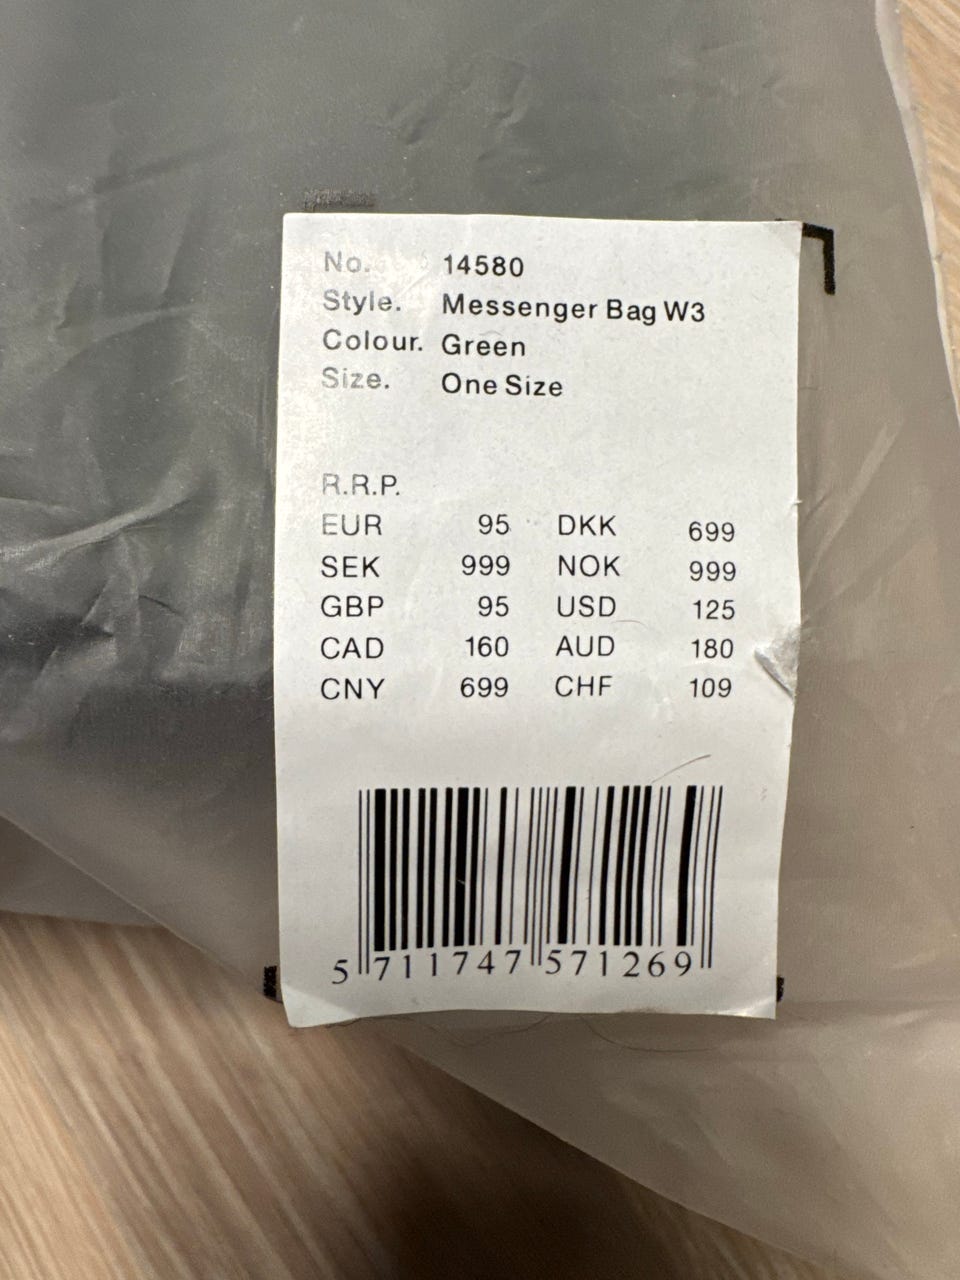 No. 14580
Style. Messenger Bag W3
Colour. Green
Size. One Size
R.R.P.
EUR 95 DKK 699
SEK 999 NOK 999
GBP 95 USD 125
CAD 160 AUD 180
CNY 699 CHF 109
5 711747 571269